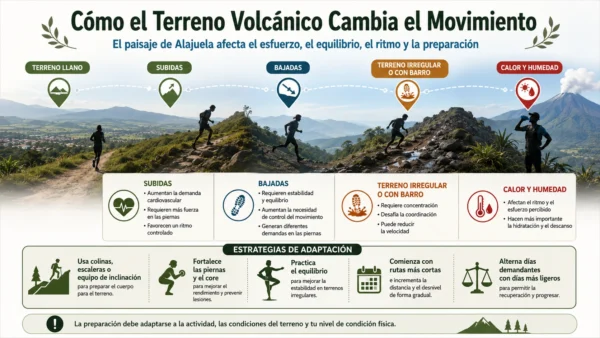 Cómo el Terreno Volcánico Cambia el Movimiento
El paisaje de Alajuela afecta el esfuerzo, el equilibrio, el ritmo y la preparación
TERRENO LLANO
SUBIDAS
BAJADAS
TERRENO IRREGULAR
O CON BARRO
CALOR Y HUMEDAD
SUBIDAS
• Aumentan la demanda
cardiovascular
• Requieren más fuerza
en las piernas
• Favorecen un ritmo
controlado
BAJADAS
• Requieren estabilidad
y equilibrio
• Aumentan la necesidad
de control del movimiento
• Generan diferentes
demandas en las piernas
TERRENO IRREGULAR
O CON BARRO
• Requiere concentración
• Desafía la coordinación
• Puede reducir
la velocidad
CALOR Y HUMEDAD
• Afectan el ritmo y el
esfuerzo percibido
• Hacen más importante
la hidratación y el descanso
ESTRATEGIAS DE ADAPTACIÓN
Usa colinas,
escaleras o
equipo de inclinación
para preparar el cuerpo
para el terreno.
Fortalece
las piernas
y el core
para mejorar el
rendimiento y prevenir
lesiones.
Practica
el equilibrio
para mejorar la
estabilidad en terrenos
irregulares.
Comienza con
rutas más cortas
e incrementa la
distancia y el desnivel
de forma gradual.
Alterna días
demandantes
con días más ligeros
para permitir la
recuperación y progresar.
La preparación debe adaptarse a la actividad, las condiciones del terreno y tu nivel de condición física.